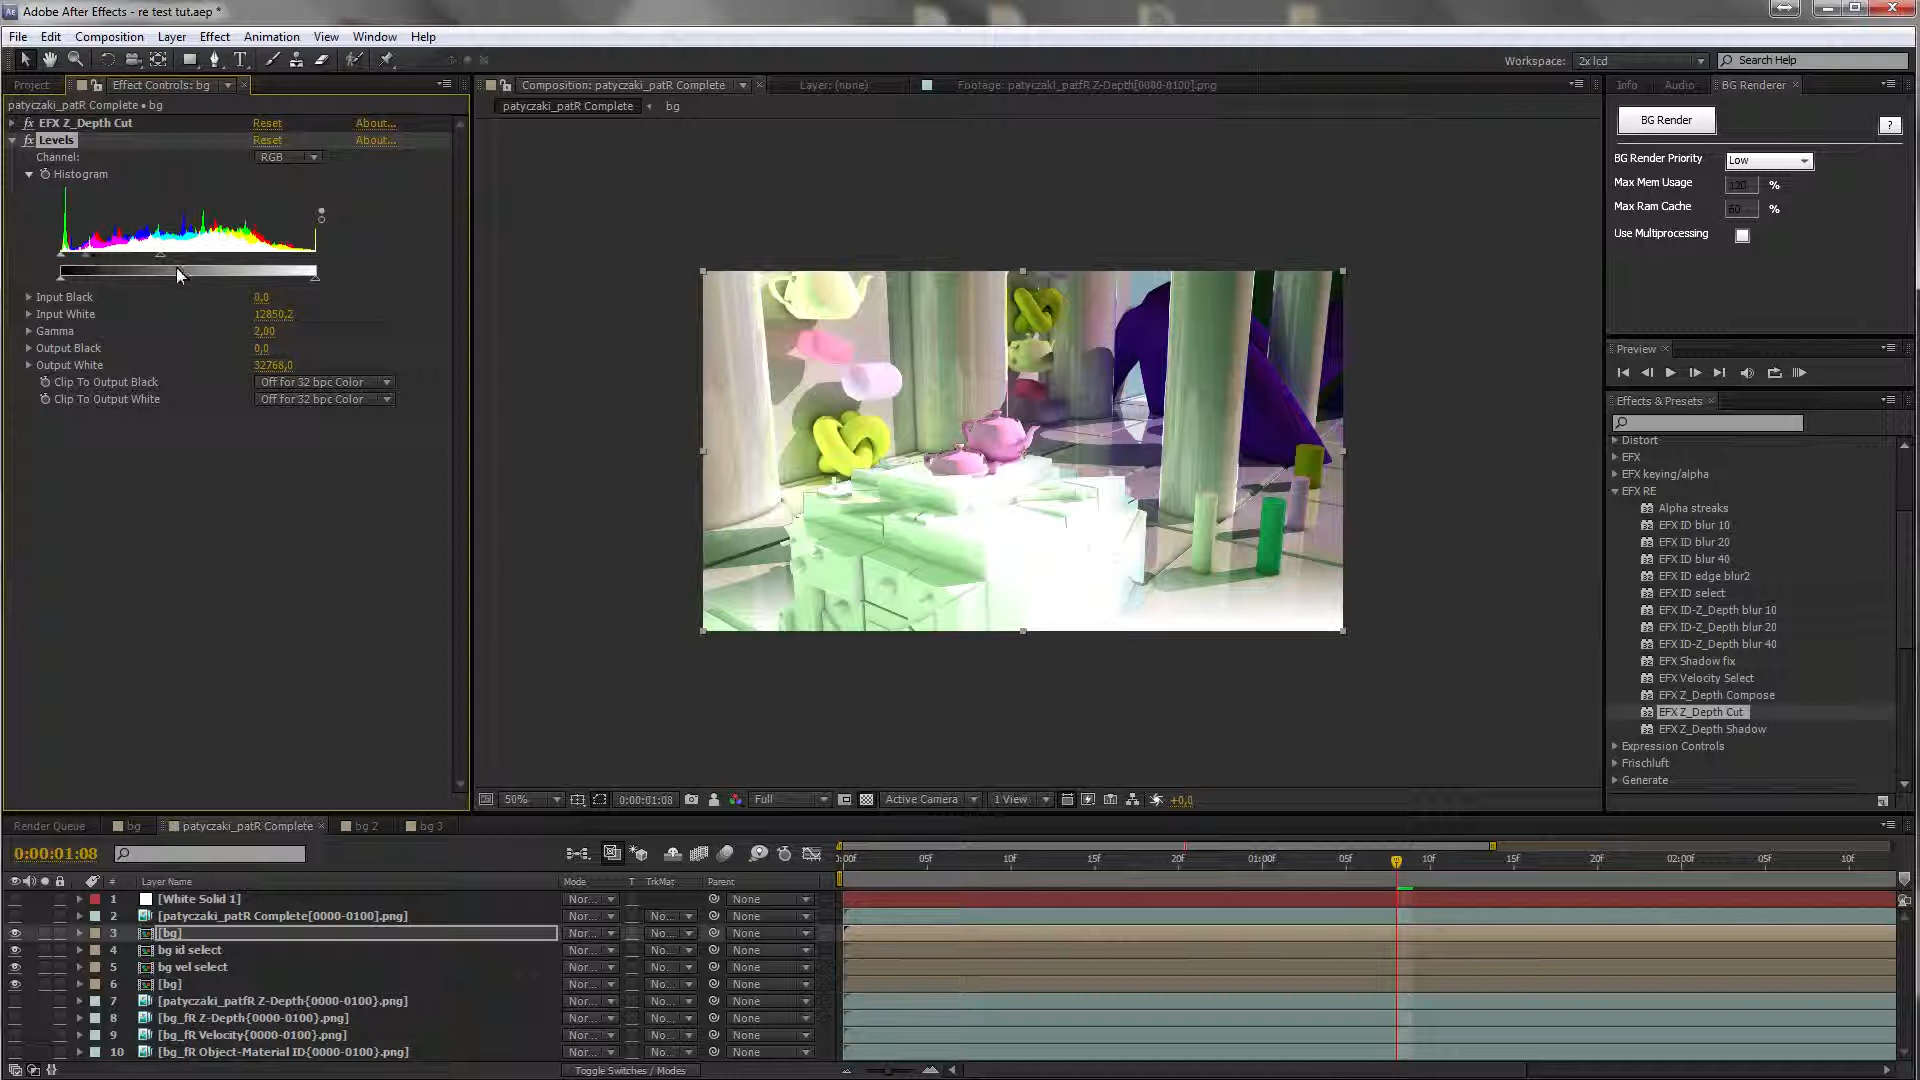 Adobe After Effects - re test tut.aep *
File Edit Composition Layer Effect Animation View Window Help
Workspace: 2x lcd Search Help
Project Effect Controls: bg Composition: patyczaki_patR Complete Layer: (none) Footage: patyczaki_patfR Z-Depth[0000-0100].png Info Audio BG Renderer
patyczaki_patR Complete • bg
patyczaki_patR Complete bg
EFX Z_Depth Cut Reset About...
Levels Reset About...
Channel: RGB
Histogram
Input Black 0,0
Input White 12850,2
Gamma 2,00
Output Black 0,0
Output White 32768,0
Clip To Output Black Off for 32 bpc Color
Clip To Output White Off for 32 bpc Color
BG Render ?
BG Render Priority Low
Max Mem Usage 120 %
Max Ram Cache 60 %
Use Multiprocessing
Preview
Effects & Presets
Distort
EFX
EFX keying/alpha
EFX RE
Alpha streaks
EFX ID blur 10
EFX ID blur 20
EFX ID blur 40
EFX ID edge blur2
EFX ID select
EFX ID-Z_Depth blur 10
EFX ID-Z_Depth blur 20
EFX ID-Z_Depth blur 40
EFX Shadow fix
EFX Velocity Select
EFX Z_Depth Compose
EFX Z_Depth Cut
EFX Z_Depth Shadow
Expression Controls
Frischluft
Generate
50% 0:00:01:08 Full Active Camera 1 View +0,0
Render Queue bg patyczaki_patR Complete bg 2 bg 3
0:00:01:08
0:00f 05f 10f 15f 20f 01:00f 05f 10f 15f 20f 02:00f 05f 10f
# Layer Name Mode T TrkMat Parent
1 [White Solid 1] Nor... None
2 [patyczaki_patR Complete[0000-0100].png] Nor... No... None
3 [bg] Nor... No... None
4 bg id select Nor... No... None
5 bg vel select Nor... No... None
6 [bg] Nor... No... None
7 [patyczaki_patfR Z-Depth{0000-0100}.png] Nor... No... None
8 [bg_fR Z-Depth{0000-0100}.png] Nor... No... None
9 [bg_fR Velocity{0000-0100}.png] Nor... No... None
10 [bg_fR Object-Material ID{0000-0100}.png] Nor... No... None
Toggle Switches / Modes